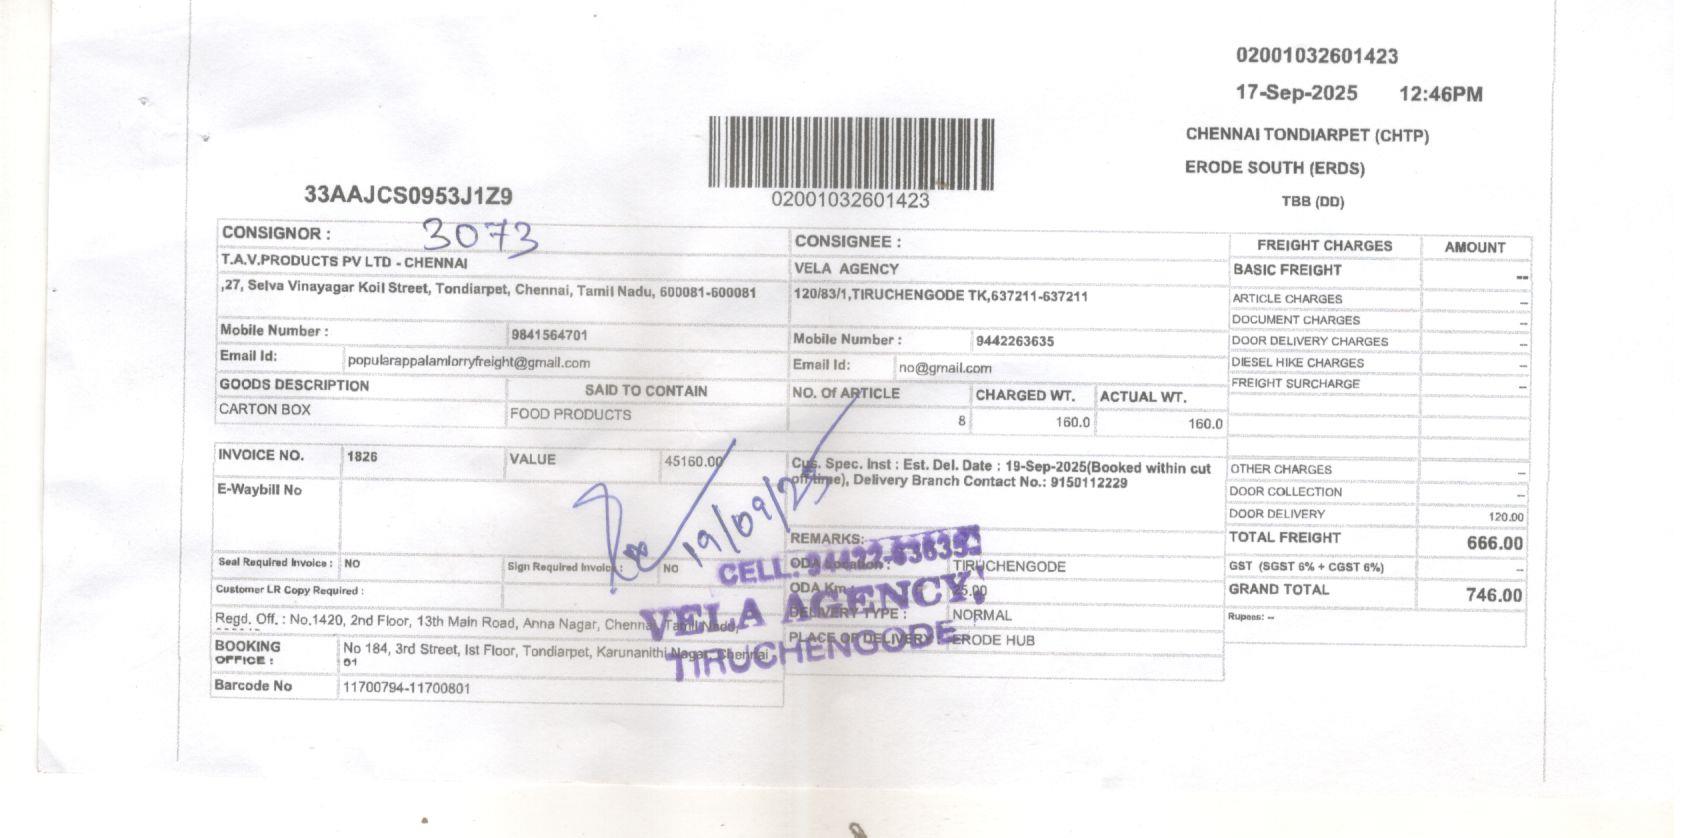 02001032601423
17-Sep-2025 12:46PM
CHENNAI TONDIARPET (CHTP)
ERODE SOUTH (ERDS)
TBB (DD)
33AAJCS0953J1Z9
02001032601423
3073
CONSIGNOR :
T.A.V.PRODUCTS PV LTD - CHENNAI
,27, Selva Vinayagar Koil Street, Tondiarpet, Chennai, Tamil Nadu, 600081-600081
Mobile Number : 9841564701
Email Id: popularappalamlorryfreight@gmail.com
GOODS DESCRIPTION SAID TO CONTAIN
CARTON BOX FOOD PRODUCTS
CONSIGNEE :
VELA AGENCY
120/83/1,TIRUCHENGODE TK,637211-637211
Mobile Number : 9442263635
Email Id: no@gmail.com
NO. Of ARTICLE CHARGED WT. ACTUAL WT.
8 160.0 160.0
FREIGHT CHARGES AMOUNT
BASIC FREIGHT --
ARTICLE CHARGES --
DOCUMENT CHARGES --
DOOR DELIVERY CHARGES --
DIESEL HIKE CHARGES --
FREIGHT SURCHARGE --
OTHER CHARGES --
DOOR COLLECTION --
DOOR DELIVERY 120.00
TOTAL FREIGHT 666.00
GST (SGST 6% + CGST 6%) --
GRAND TOTAL 746.00
Rupees: --
INVOICE NO. 1826 VALUE 45160.00
E-Waybill No
Seal Required Invoice : NO Sign Required Invoice : NO
Customer LR Copy Required :
Regd. Off. : No.1420, 2nd Floor, 13th Main Road, Anna Nagar, Chennai, Tamil Nadu,
BOOKING OFFICE : No 184, 3rd Street, Ist Floor, Tondiarpet, Karunanithi Nagar, Chennai
01
Barcode No 11700794-11700801
Cus. Spec. Inst : Est. Del. Date : 19-Sep-2025(Booked within cut
off time), Delivery Branch Contact No.: 9150112229
REMARKS:
ODA Location : TIRUCHENGODE
ODA Km : 25.00
DELIVERY TYPE : NORMAL
PLACE OF DELIVERY ERODE HUB
19/09/25
CELL: 94422-63635
VELA AGENCY
TIRUCHENGODE